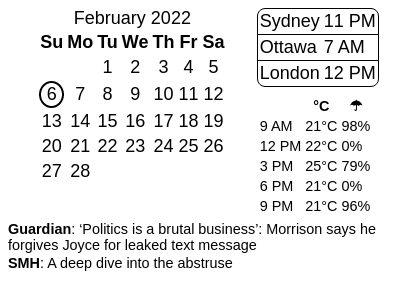 February 2022
Su Mo Tu We Th Fr Sa
1 2 3 4 5
6 7 8 9 10 11 12
13 14 15 16 17 18 19
20 21 22 23 24 25 26
27 28
Sydney 11 PM
Ottawa 7 AM
London 12 PM
°C ☂
9 AM 21°C 98%
12 PM 22°C 0%
3 PM 25°C 79%
6 PM 21°C 0%
9 PM 21°C 96%
Guardian: ‘Politics is a brutal business’: Morrison says he
forgives Joyce for leaked text message
SMH: A deep dive into the abstruse